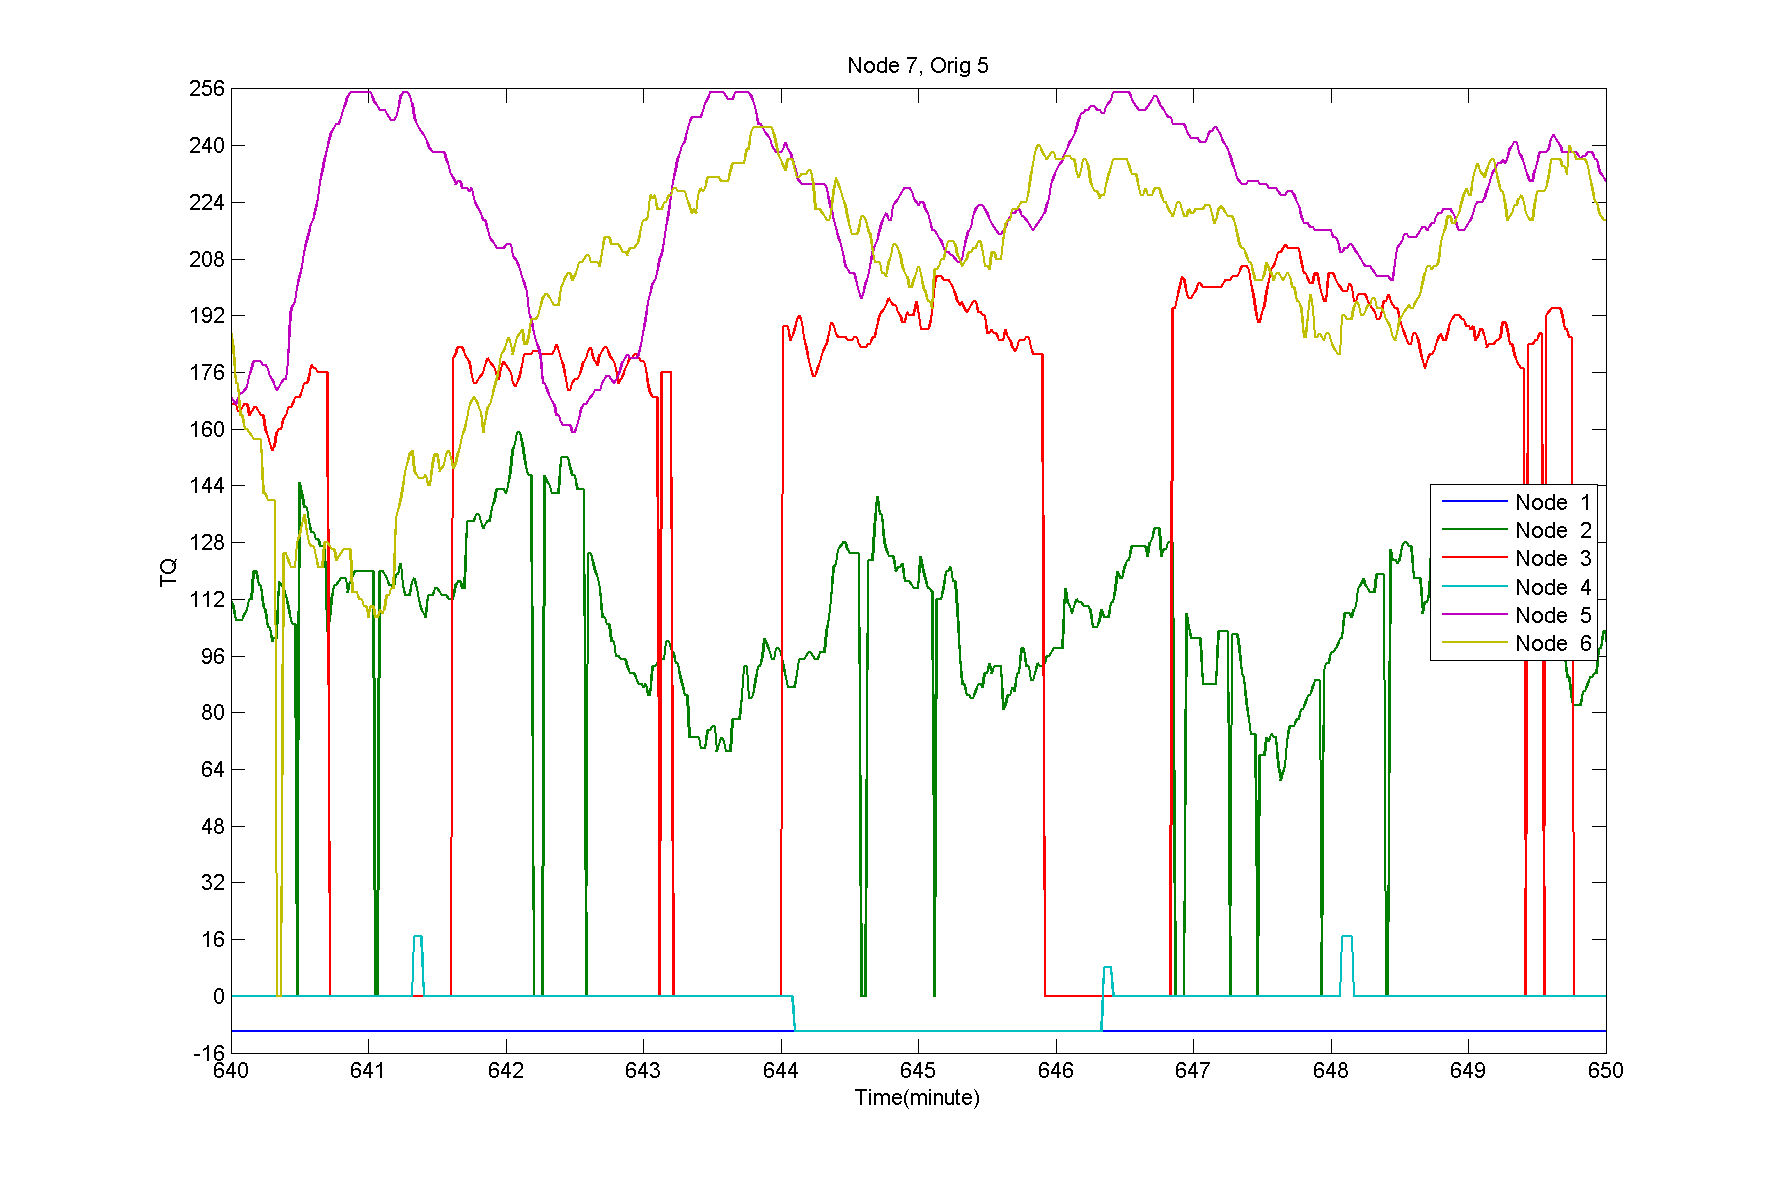 Node 7, Orig 5
256
240
224
208
192
176
160
144
128
112
96
80
64
48
32
16
0
-16
TQ
Node 1
Node 2
Node 3
Node 4
Node 5
Node 6
640 641 642 643 644 645 646 647 648 649 650
Time(minute)